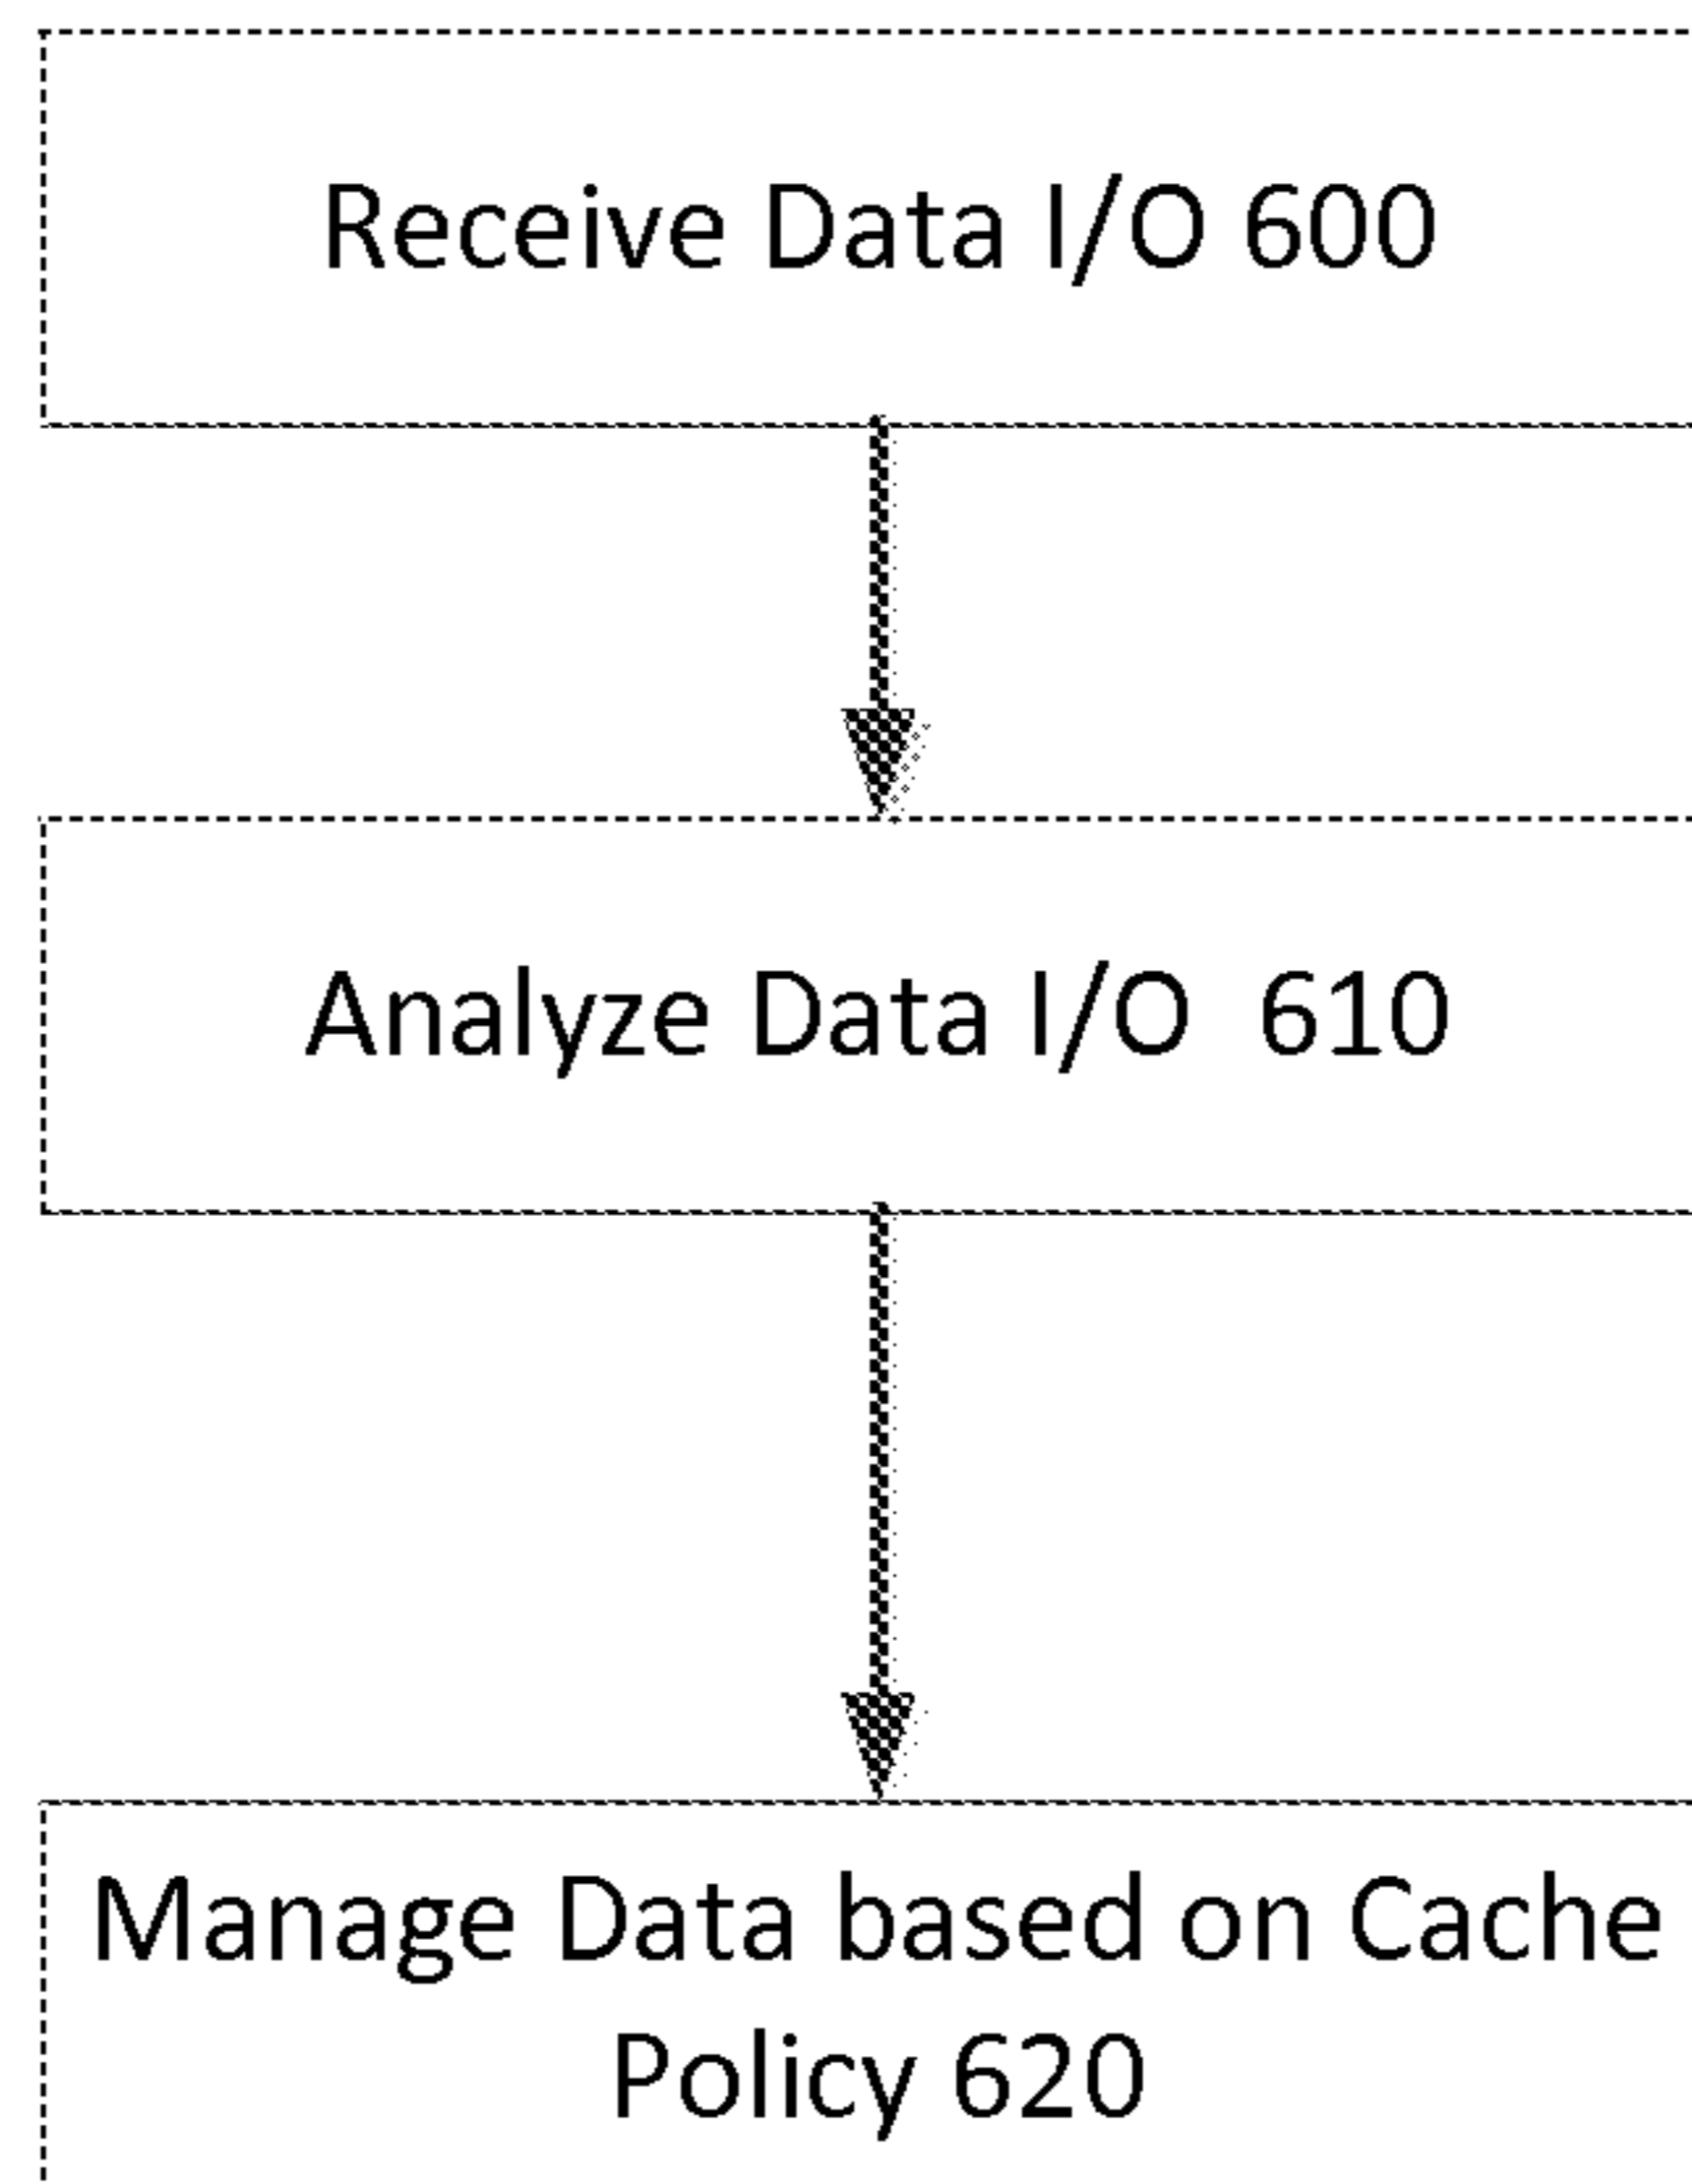 Receive Data I/O 600
Analyze Data I/O 610
Manage Data based on Cache
Policy 620